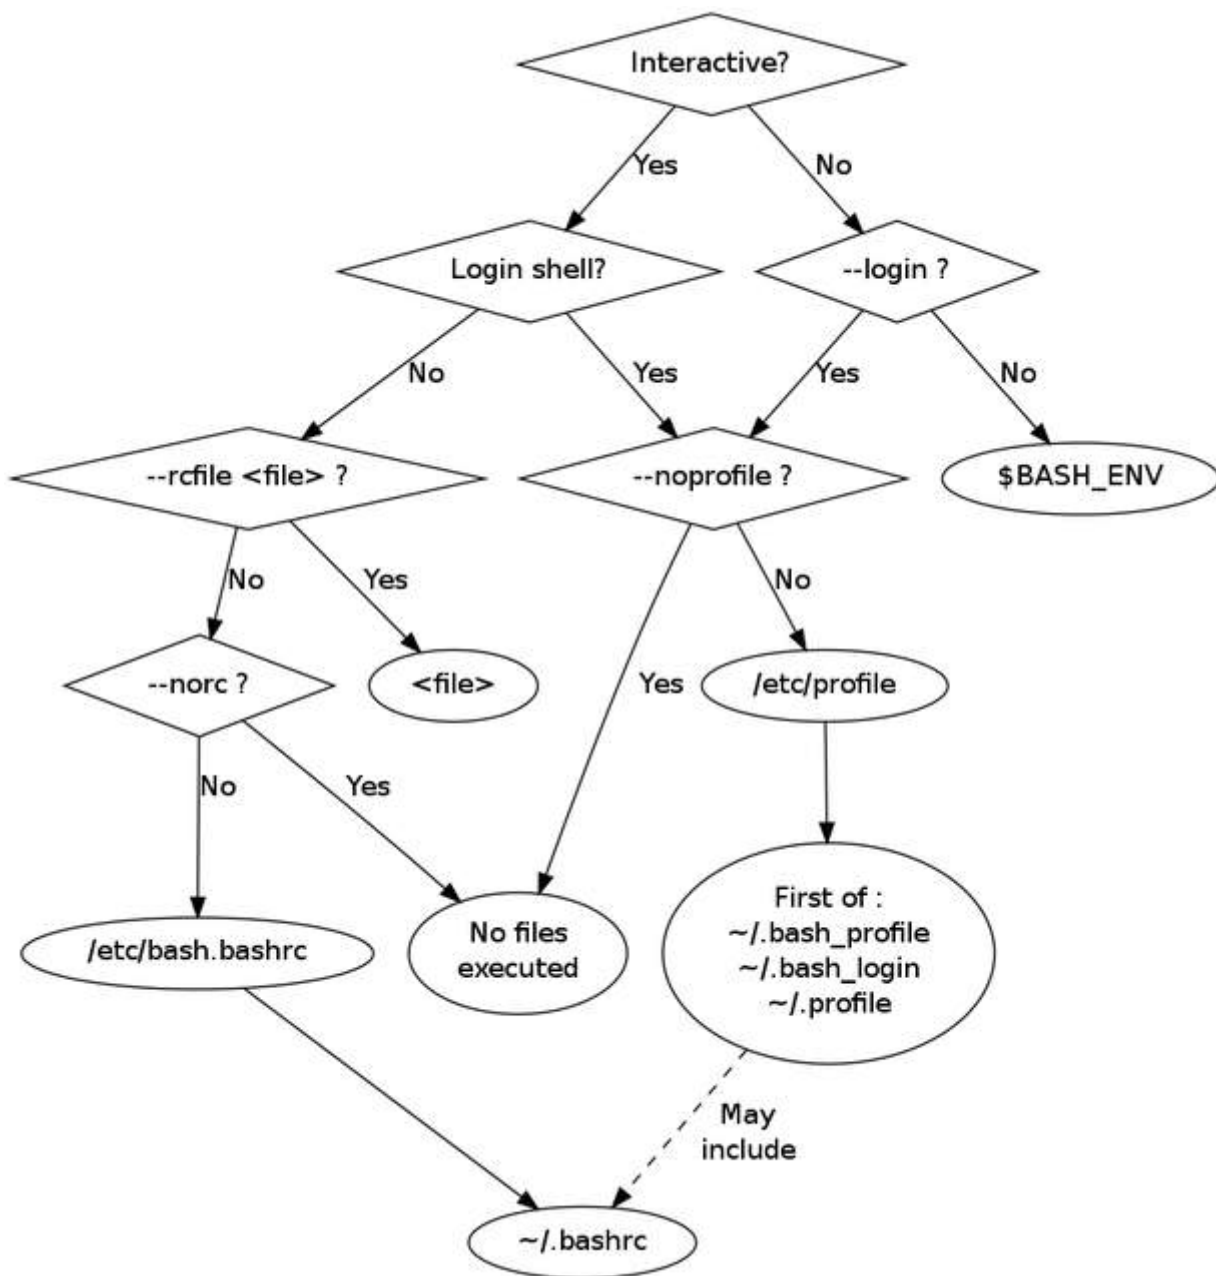 Interactive?
Yes
No
Login shell?
--login ?
No
Yes
Yes
No
--rcfile <file> ?
--noprofile ?
$BASH_ENV
No
Yes
No
--norc ?
<file>
Yes
/etc/profile
No
Yes
/etc/bash.bashrc
No files
executed
First of :
~/.bash_profile
~/.bash_login
~/.profile
May
include
~/.bashrc